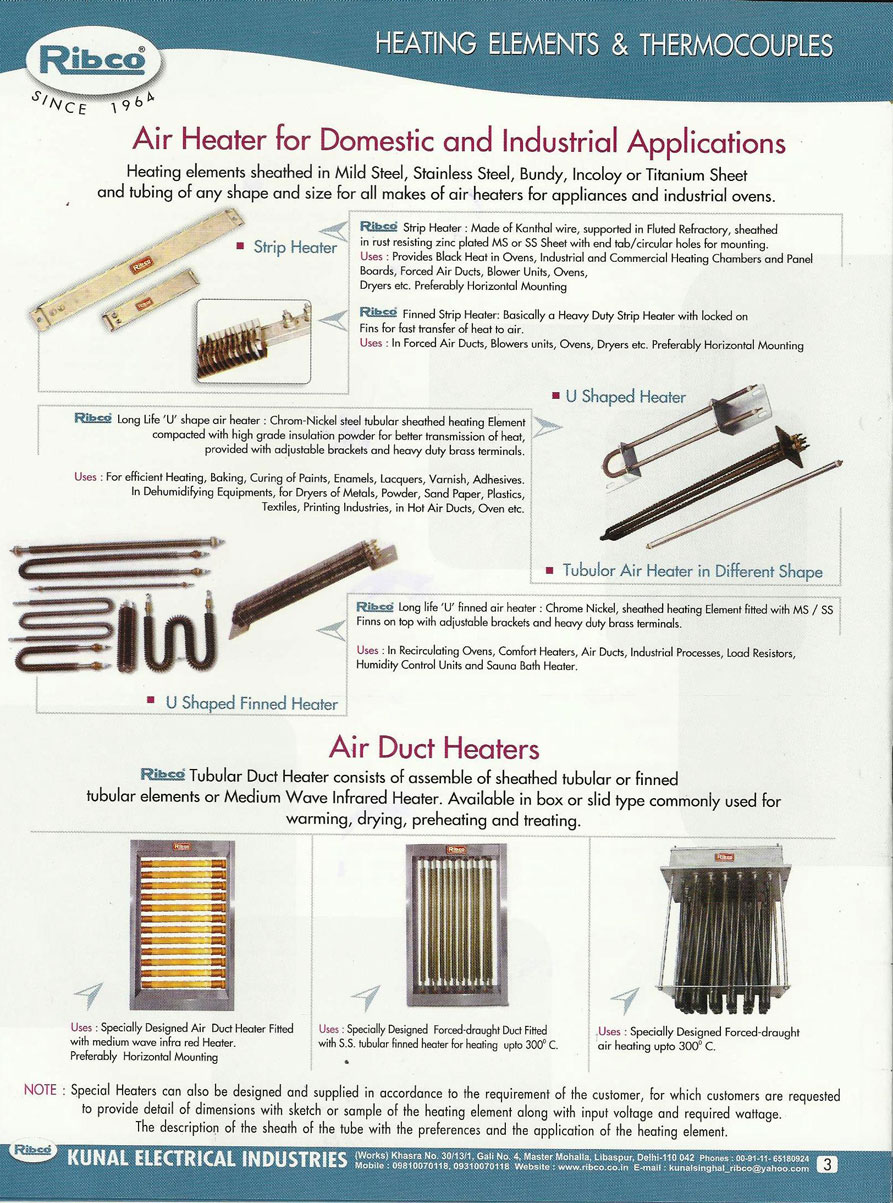 Ribco®
SINCE 1964
HEATING ELEMENTS & THERMOCOUPLES
Air Heater for Domestic and Industrial Applications
Heating elements sheathed in Mild Steel, Stainless Steel, Bundy, Incoloy or Titanium Sheet
and tubing of any shape and size for all makes of air heaters for appliances and industrial ovens.
Strip Heater
Ribco Strip Heater : Made of Kanthal wire, supported in Fluted Refractory, sheathed
in rust resisting zinc plated MS or SS Sheet with end tab/circular holes for mounting.
Uses : Provides Black Heat in Ovens, Industrial and Commercial Heating Chambers and Panel
Boards, Forced Air Ducts, Blower Units, Ovens,
Dryers etc. Preferably Horizontal Mounting
Ribco Finned Strip Heater: Basically a Heavy Duty Strip Heater with locked on
Fins for fast transfer of heat to air.
Uses : In Forced Air Ducts, Blowers units, Ovens, Dryers etc. Preferably Horizontal Mounting
Ribco
Ribco
U Shaped Heater
Ribco Long Life 'U' shape air heater : Chrom-Nickel steel tubular sheathed heating Element
compacted with high grade insulation powder for better transmission of heat,
provided with adjustable brackets and heavy duty brass terminals.
Uses : For efficient Heating, Baking, Curing of Paints, Enamels, Lacquers, Varnish, Adhesives.
In Dehumidifying Equipments, for Dryers of Metals, Powder, Sand Paper, Plastics,
Textiles, Printing Industries, in Hot Air Ducts, Oven etc.
Tubulor Air Heater in Different Shape
Ribco Long life 'U' finned air heater : Chrome Nickel, sheathed heating Element fitted with MS / SS
Finns on top with adjustable brackets and heavy duty brass terminals.
Uses : In Recirculating Ovens, Comfort Heaters, Air Ducts, Industrial Processes, Load Resistors,
Humidity Control Units and Sauna Bath Heater.
U Shaped Finned Heater
Air Duct Heaters
Ribco Tubular Duct Heater consists of assemble of sheathed tubular or finned
tubular elements or Medium Wave Infrared Heater. Available in box or slid type commonly used for
warming, drying, preheating and treating.
Ribco
Ribco
Ribco
Uses : Specially Designed Air Duct Heater Fitted
with medium wave infra red Heater.
Preferably Horizontal Mounting
Uses : Specially Designed Forced-draught Duct Fitted
with S.S. tubular finned heater for heating upto 300⁰ C.
Uses : Specially Designed Forced-draught
air heating upto 300⁰ C.
NOTE : Special Heaters can also be designed and supplied in accordance to the requirement of the customer, for which customers are requested
to provide detail of dimensions with sketch or sample of the heating element along with input voltage and required wattage.
The description of the sheath of the tube with the preferences and the application of the heating element.
Ribco
KUNAL ELECTRICAL INDUSTRIES
(Works) Khasra No. 30/13/1, Gali No. 4, Master Mohalla, Libaspur, Delhi-110 042 Phones : 00-91-11- 65180924
Mobile : 09810070118, 09310070118 Website : www.ribco.co.in E-mail : kunalsinghal_ribco@yahoo.com
3